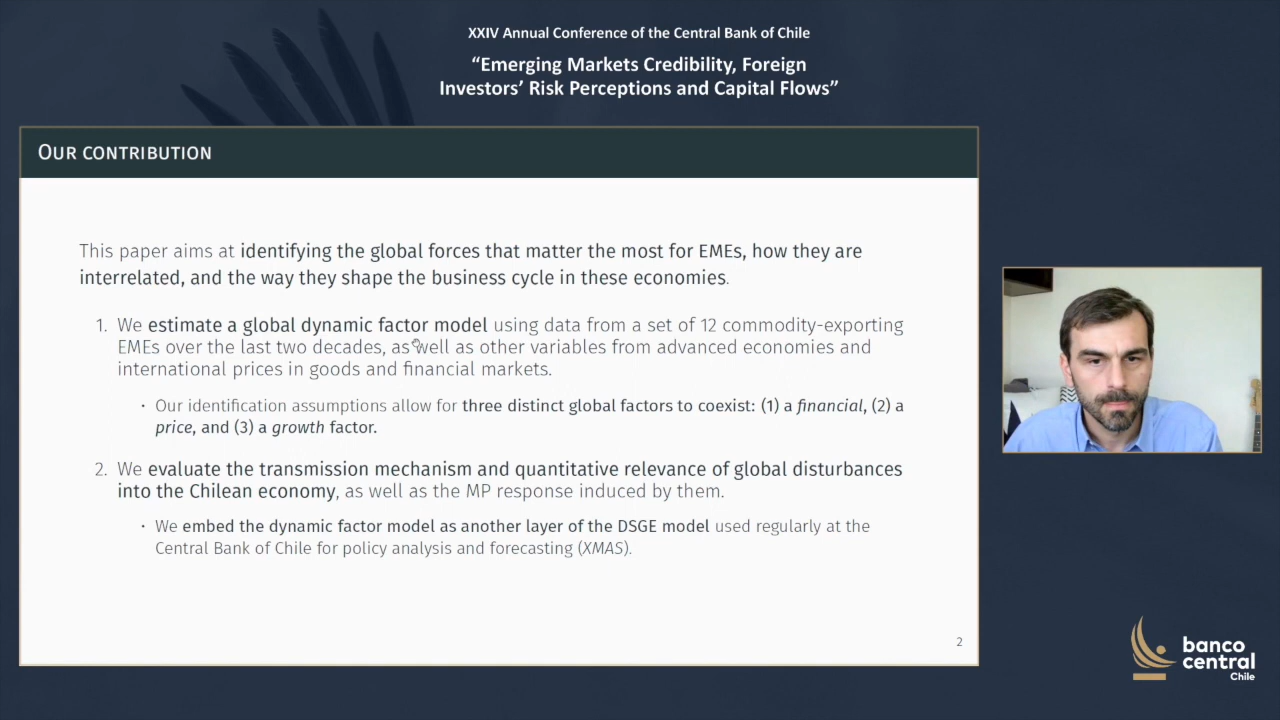 XXIV Annual Conference of the Central Bank of Chile
“Emerging Markets Credibility, Foreign
Investors’ Risk Perceptions and Capital Flows”
Our contribution
This paper aims at identifying the global forces that matter the most for EMEs, how they are
interrelated, and the way they shape the business cycle in these economies.
1. We estimate a global dynamic factor model using data from a set of 12 commodity-exporting
EMEs over the last two decades, as well as other variables from advanced economies and
international prices in goods and financial markets.
· Our identification assumptions allow for three distinct global factors to coexist: (1) a financial, (2) a
price, and (3) a growth factor.
2. We evaluate the transmission mechanism and quantitative relevance of global disturbances
into the Chilean economy, as well as the MP response induced by them.
· We embed the dynamic factor model as another layer of the DSGE model used regularly at the
Central Bank of Chile for policy analysis and forecasting (XMAS).
2
banco
central
Chile